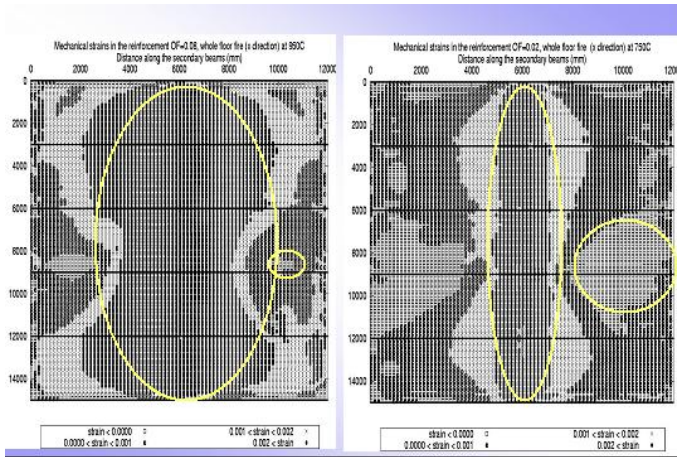 Mechanical strains in the reinforcement OF=0.08, whole floor fire (x direction) at 950C
Distance along the secondary beams (mm)
0 2000 4000 6000 8000 10000 1200
0
2000
4000
6000
8000
10000
12000
14000
strain < 0.0000
0.0000 < strain < 0.001
0.001 < strain < 0.002
0.002 < strain
Mechanical strains in the reinforcement OF=0.02, whole floor fire (x direction) at 750C
Distance along the secondary beams (mm)
0 2000 4000 6000 8000 10000 12000
0
2000
4000
6000
8000
10000
12000
14000
strain < 0.0000
0.0000 < strain < 0.001
0.001 < strain < 0.002
0.002 < strain